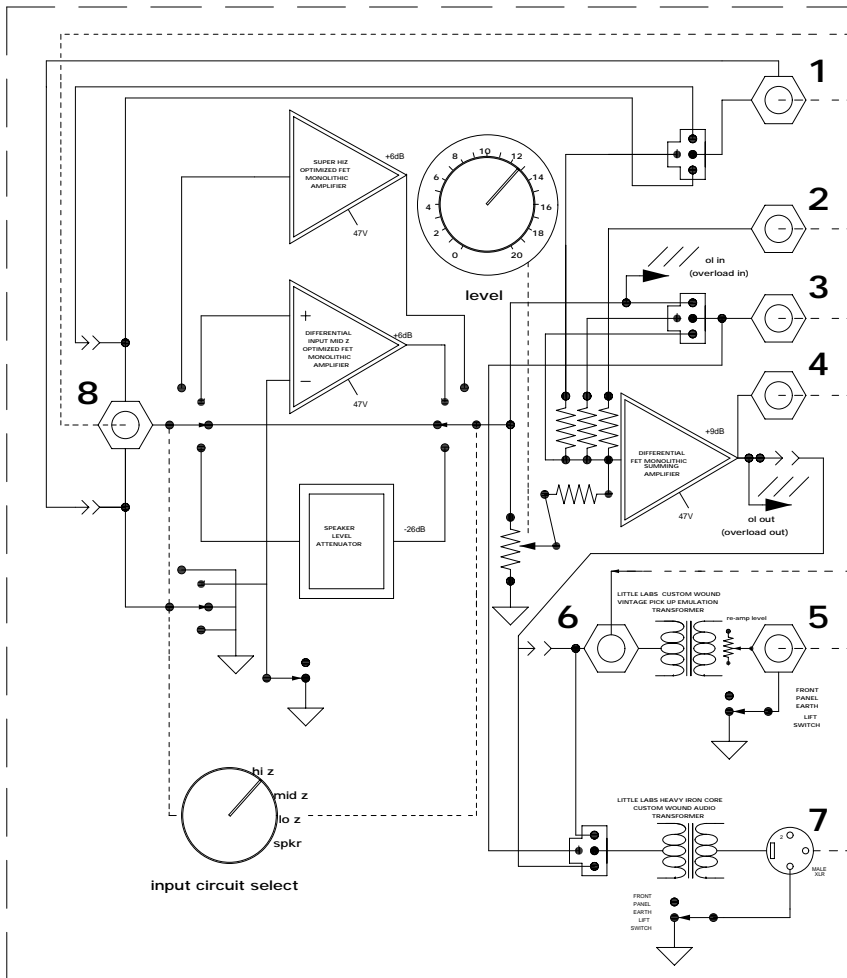 1
+6dB
SUPER HIZ
OPTIMIZED FET
MONOLITHIC
AMPLIFIER
47V
0
2
4
6
8
10
12
14
16
18
20
level
2
ol in
(overload in)
3
+
DIFFERENTIAL
INPUT MID Z
OPTIMIZED FET
MONOLITHIC
AMPLIFIER
−
+6dB
47V
8
4
+9dB
DIFFERENTIAL
FET MONOLITHIC
SUMMING
AMPLIFIER
47V
ol out
(overload out)
SPEAKER
LEVEL
ATTENUATOR
-26dB
6
LITTLE LABS CUSTOM WOUND
VINTAGE PICK UP EMULATION
TRANSFORMER
re-amp level
5
FRONT
PANEL
EARTH
LIFT
SWITCH
hi z
mid z
lo z
spkr
input circuit select
LITTLE LABS HEAVY IRON CORE
CUSTOM WOUND AUDIO
TRANSFORMER
7
2
MALE
XLR
FRONT
PANEL
EARTH
LIFT
SWITCH